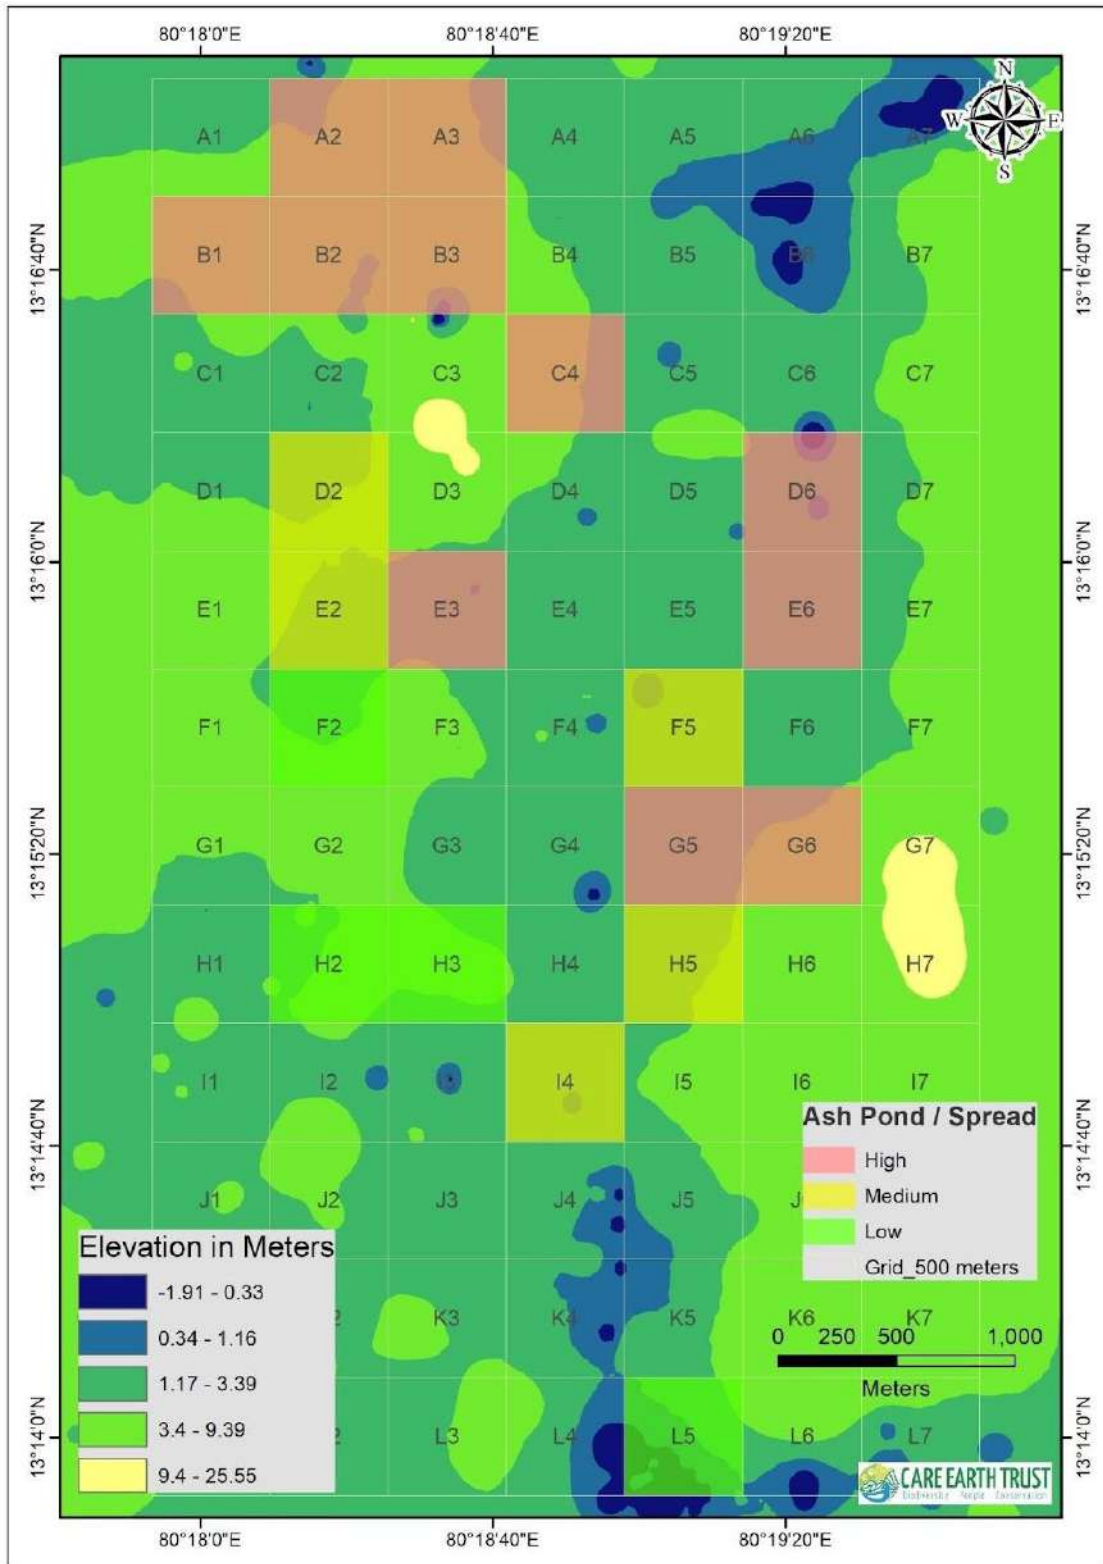 80°18'0"E 80°18'40"E 80°19'20"E
N
W E
S
A1 A2 A3 A4 A5 A6 A7
13°16'40"N 13°16'40"N
B1 B2 B3 B4 B5 B6 B7
C1 C2 C3 C4 C5 C6 C7
D1 D2 D3 D4 D5 D6 D7
13°16'0"N 13°16'0"N
E1 E2 E3 E4 E5 E6 E7
F1 F2 F3 F4 F5 F6 F7
13°15'20"N 13°15'20"N
G1 G2 G3 G4 G5 G6 G7
H1 H2 H3 H4 H5 H6 H7
I1 I2 I4 I5 I6 I7
Ash Pond / Spread
High
Medium
Low
Grid_500 meters
13°14'40"N 13°14'40"N
J1 J2 J3 J4 J5
K3 K4 K5 K6 K7
L3 L4 L5 L6 L7
Elevation in Meters
-1.91 - 0.33
0.34 - 1.16
1.17 - 3.39
3.4 - 9.39
9.4 - 25.55
0 250 500 1,000
Meters
13°14'0"N 13°14'0"N
CARE EARTH TRUST
Biodiversity People Conservation
80°18'0"E 80°18'40"E 80°19'20"E